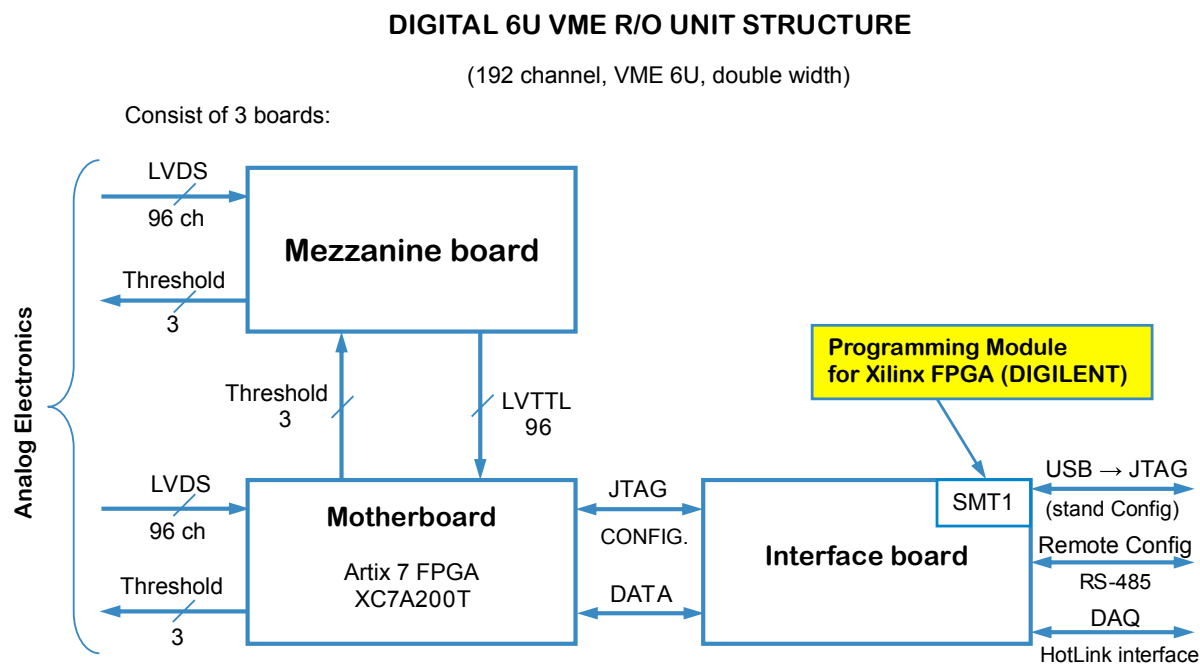 DIGITAL 6U VME R/O UNIT STRUCTURE
(192 channel, VME 6U, double width)
Consist of 3 boards:
Analog Electronics
LVDS
96 ch
Mezzanine board
Threshold
3
Threshold
3
LVTTL
96
Programming Module
for Xilinx FPGA (DIGILENT)
LVDS
96 ch
Motherboard
Artix 7 FPGA
XC7A200T
Threshold
3
JTAG
CONFIG.
DATA
SMT1
Interface board
USB → JTAG
(stand Config)
Remote Config
RS-485
DAQ
HotLink interface